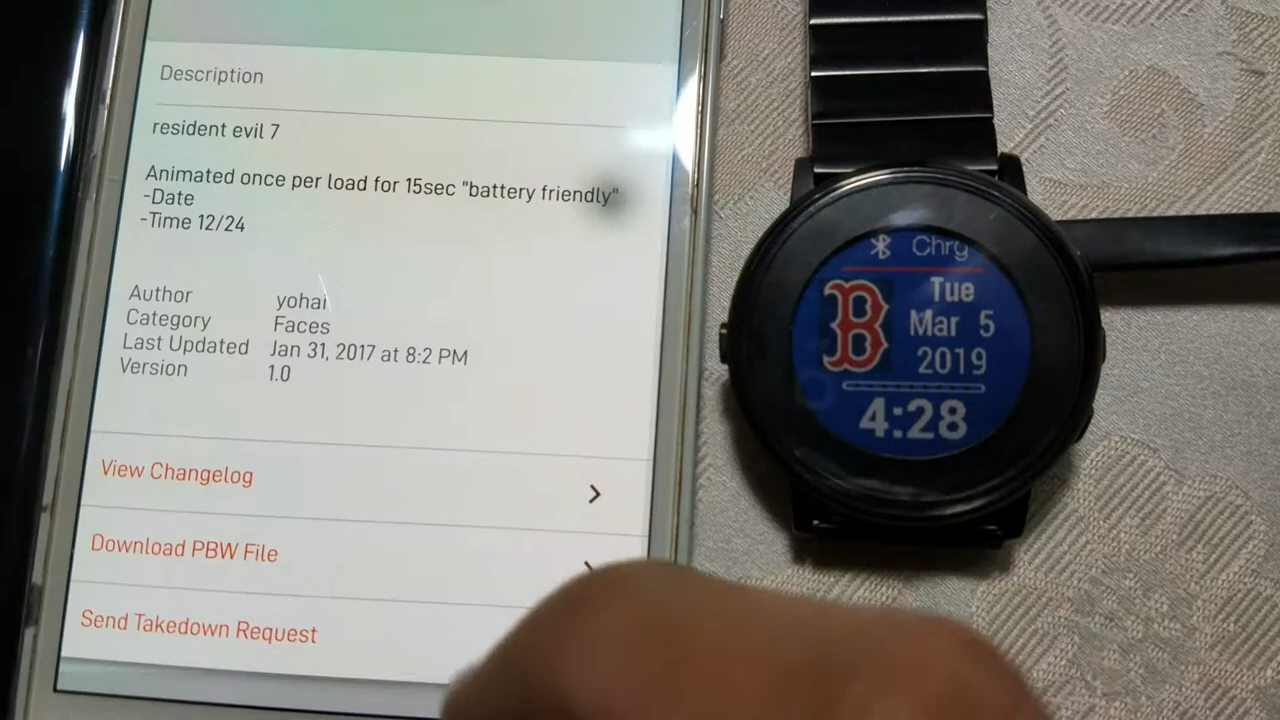 Description
resident evil 7
Animated once per load for 15sec "battery friendly"
-Date
-Time 12/24
Author yohai
Category Faces
Last Updated Jan 31, 2017 at 8:2 PM
Version 1.0
View Changelog
Download PBW File
Send Takedown Request
Chrg
B
Tue
Mar 5
2019
4:28